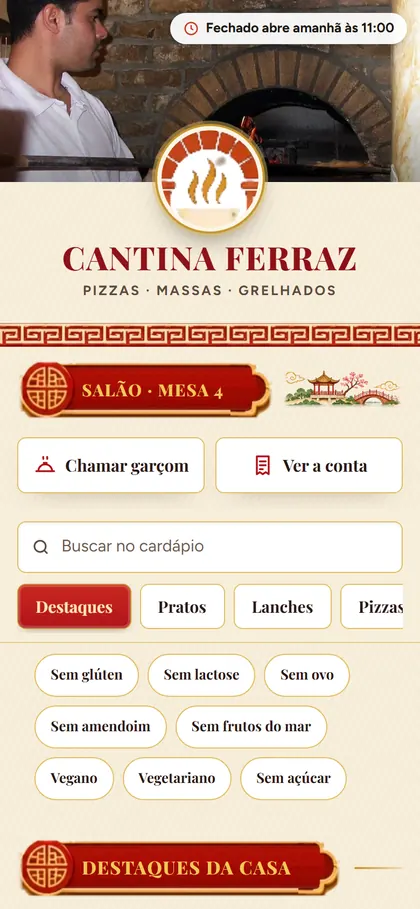 Fechado abre amanhã às 11:00
CANTINA FERRAZ
PIZZAS · MASSAS · GRELHADOS
SALÃO · MESA 4
Chamar garçom
Ver a conta
Buscar no cardápio
Destaques
Pratos
Lanches
Pizzas
Sem glúten
Sem lactose
Sem ovo
Sem amendoim
Sem frutos do mar
Vegano
Vegetariano
Sem açúcar
DESTAQUES DA CASA